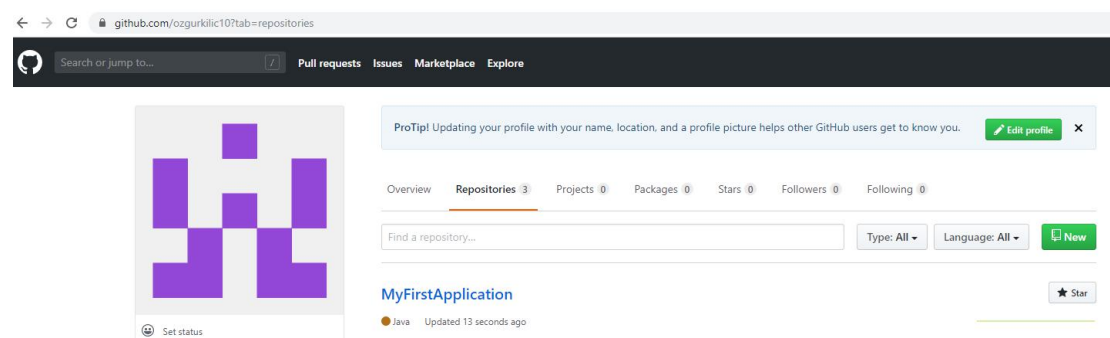 github.com/ozgurkilic10?tab=repositories
Search or jump to... / Pull requests Issues Marketplace Explore
ProTip! Updating your profile with your name, location, and a profile picture helps other GitHub users get to know you. Edit profile ×
Overview Repositories 3 Projects 0 Packages 0 Stars 0 Followers 0 Following 0
Find a repository... Type: All Language: All New
MyFirstApplication Star
Java Updated 13 seconds ago
Set status